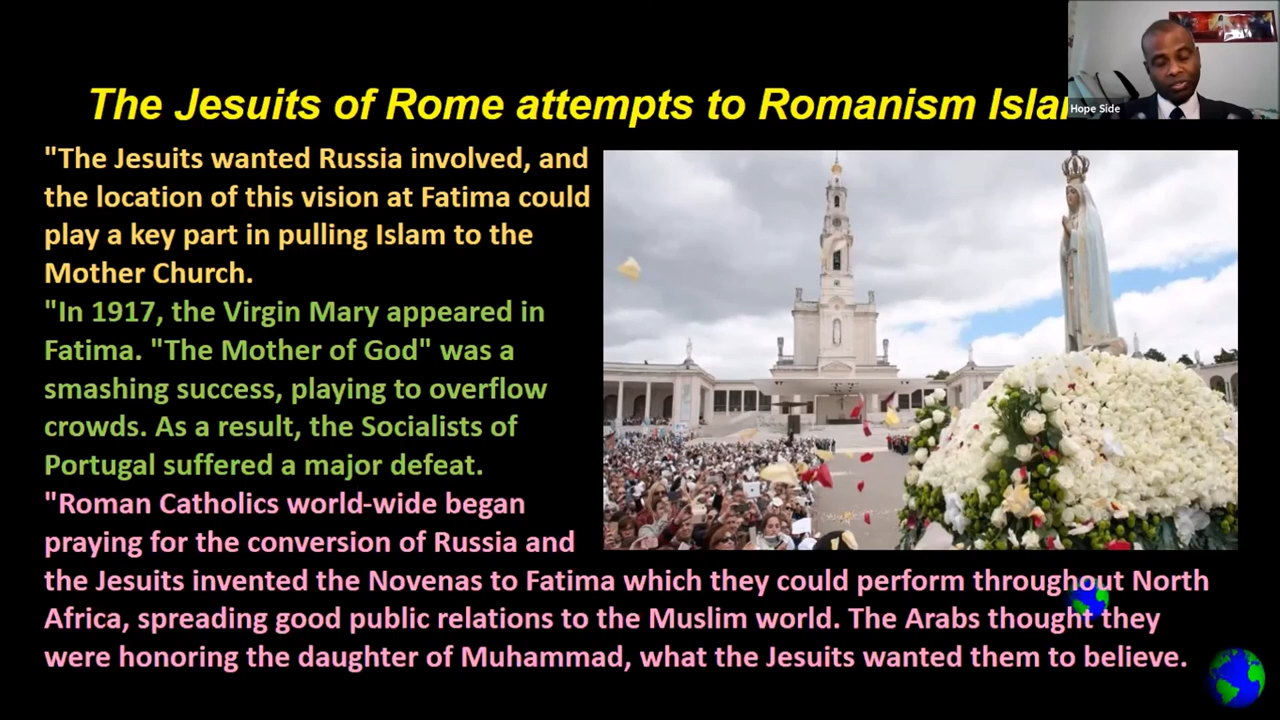 The Jesuits of Rome attempts to Romanism
Hope Side
"The Jesuits wanted Russia involved, and
the location of this vision at Fatima could
play a key part in pulling Islam to the
Mother Church.
"In 1917, the Virgin Mary appeared in
Fatima. "The Mother of God" was a
smashing success, playing to overflow
crowds. As a result, the Socialists of
Portugal suffered a major defeat.
"Roman Catholics world-wide began
praying for the conversion of Russia and
the Jesuits invented the Novenas to Fatima which they could perform throughout North
Africa, spreading good public relations to the Muslim world. The Arabs thought they
were honoring the daughter of Muhammad, what the Jesuits wanted them to believe.